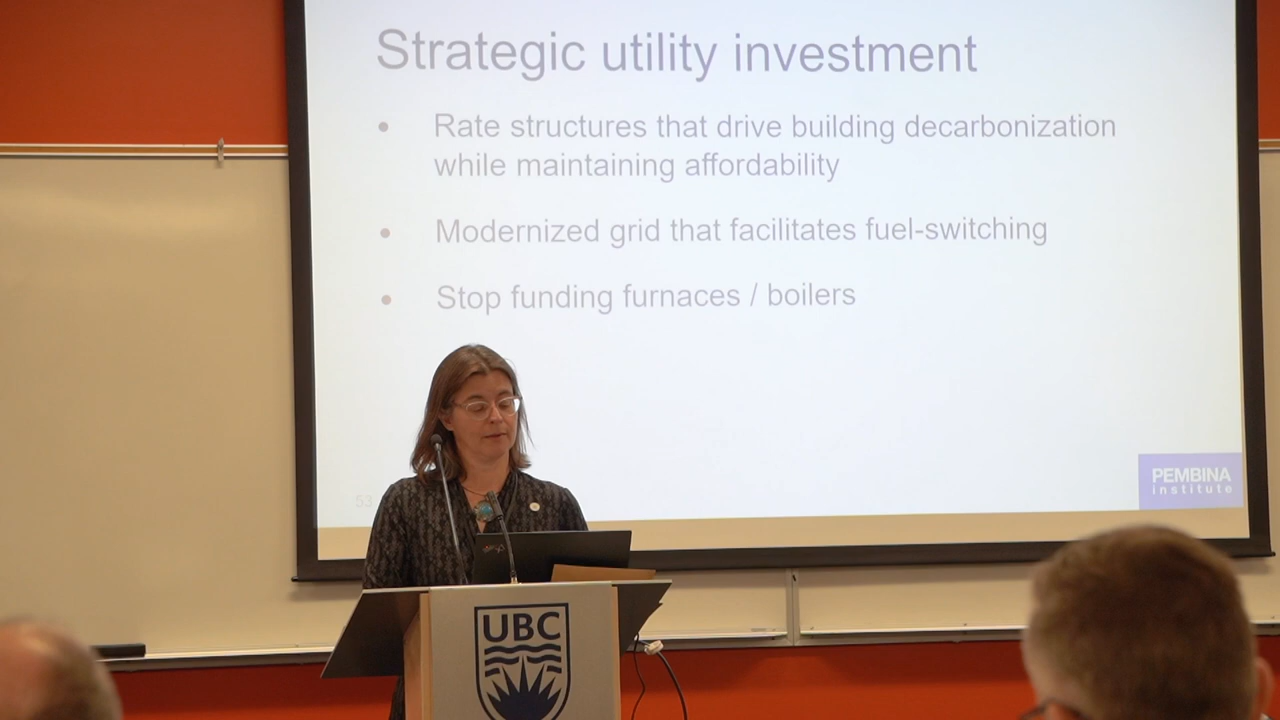 Strategic utility investment
• Rate structures that drive building decarbonization
while maintaining affordability
• Modernized grid that facilitates fuel-switching
• Stop funding furnaces / boilers
53
PEMBINA
institute
UBC